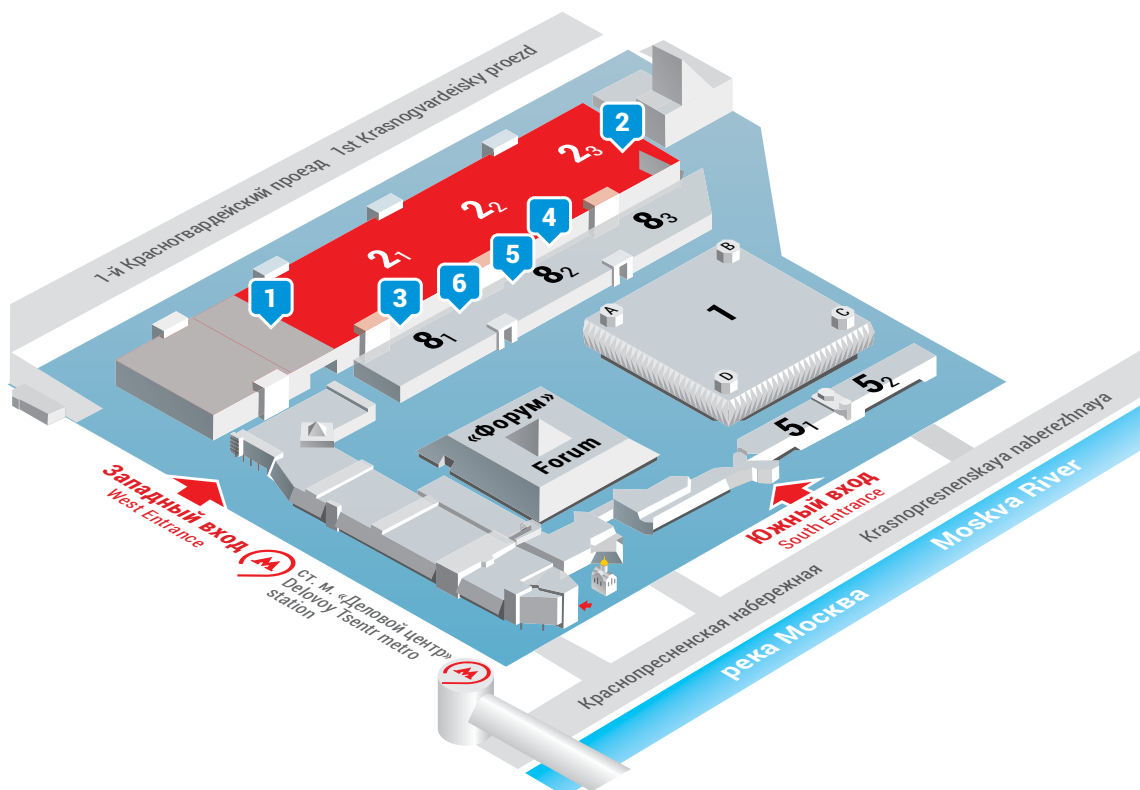 1-й Красногвардейский проезд 1st Krasnogvardeisky proezd
2
2₃
2₂
4
8₃
2₁
5
8₂
B
1
3
6
8₁
A
1
C
D
5₂
5₁
«Форум»
Forum
Западный вход
West Entrance
Южный вход
South Entrance
ст. м. «Деловой центр»
Delovoy Tsentr metro
station
Краснопресненская набережная Krasnopresnenskaya naberezhnaya
река Москва Moskva River